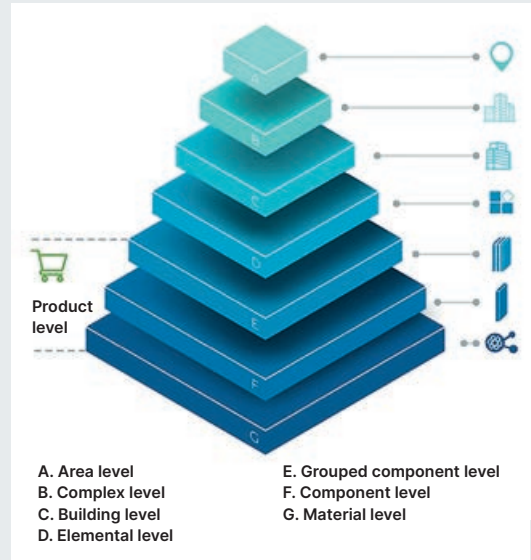 A
B
C
D
E
F
G
Product
level
A. Area level
B. Complex level
C. Building level
D. Elemental level
E. Grouped component level
F. Component level
G. Material level